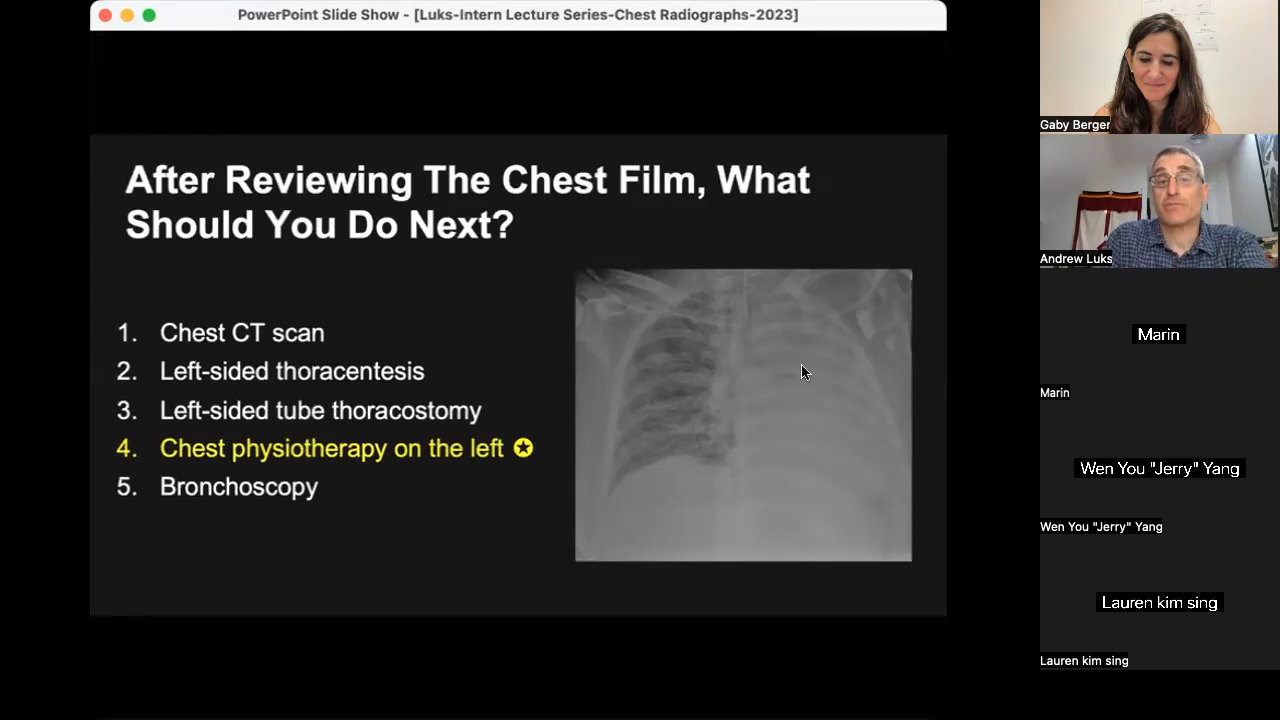 PowerPoint Slide Show - [Luks-Intern Lecture Series-Chest Radiographs-2023]
After Reviewing The Chest Film, What
Should You Do Next?
1. Chest CT scan
2. Left-sided thoracentesis
3. Left-sided tube thoracostomy
4. Chest physiotherapy on the left
5. Bronchoscopy
Gaby Berger
Andrew Luks
Marin
Marin
Wen You "Jerry" Yang
Wen You "Jerry" Yang
Lauren kim sing
Lauren kim sing